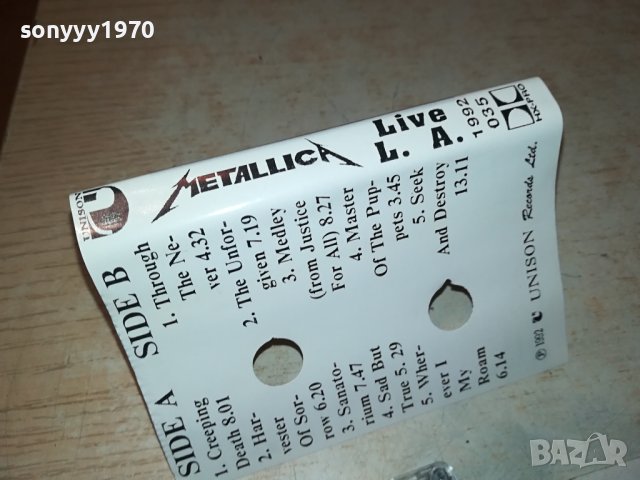 sonyyy1970
UNISON
METALLICA
Live
L. A.
1992
035
HX-PRO
SIDE A
1. Creeping
Death 8.01
2. Har-
vester
Of Sor-
row 6.20
3. Sanato-
rium 7.47
4. Sad But
True 5.29
5. Wher-
ever I
My
Roam
6.14
SIDE B
1. Through
The Ne-
ver 4.32
2. The Unfor-
given 7.19
3. Medley
(from Justice
For All) 8.27
4. Master
Of The Pup-
pets 3.45
5. Seek
And Destroy
13.11
℗ 1992 UNISON Records Ltd.
BAZAR